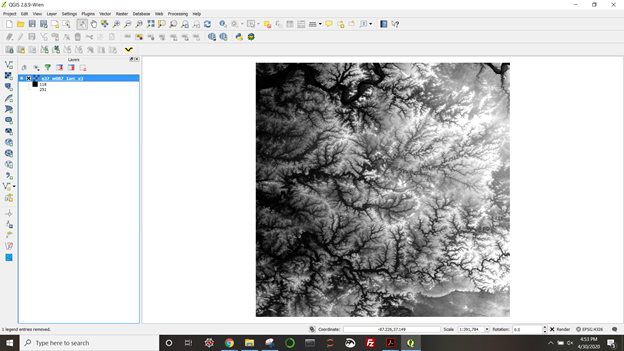 QGIS 2.8.9-Wien
Project Edit View Layer Settings Plugins Vector Raster Database Web Processing Help
Layers
n37_w087_1arc_v3
118
251
1 legend entries removed.
Coordinate: -87.226,37.149 Scale 1:391,784 Rotation: 0.0 Render EPSG:4326
Type here to search
4:53 PM
4/30/2020